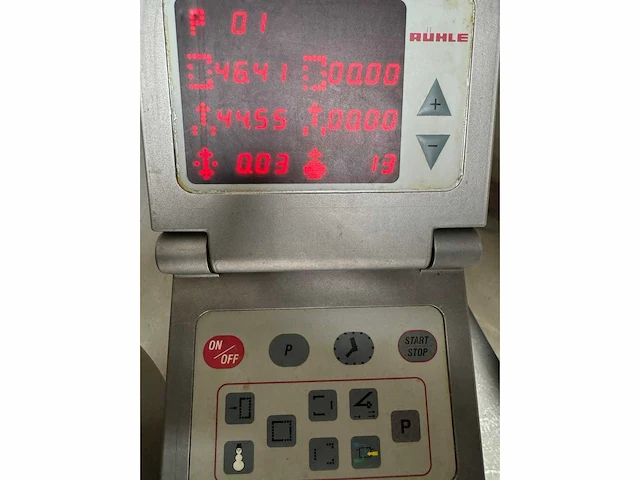 P 01
RÜHLE
46.41 00.00
+
44.55 00.00
−
0.03 13
ON/OFF P START STOP
P